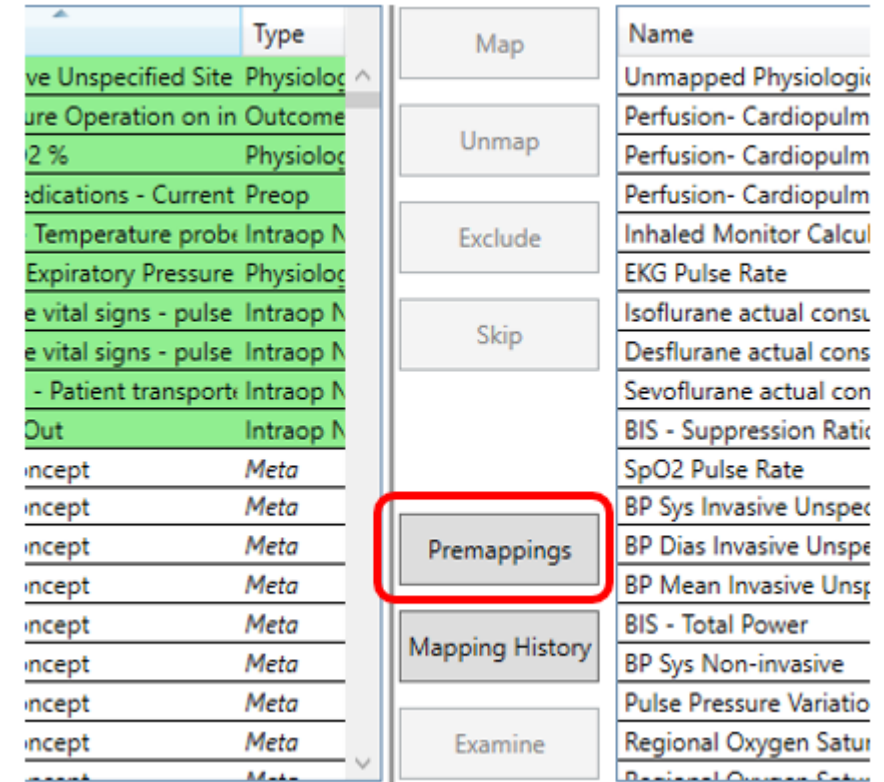 Type
ve Unspecified Site Physiolog
ure Operation on in Outcome
2 % Physiolog
edications - Current Preop
Temperature probe Intraop N
Expiratory Pressure Physiolog
e vital signs - pulse Intraop N
e vital signs - pulse Intraop N
- Patient transporte Intraop N
Out Intraop N
oncept Meta
oncept Meta
oncept Meta
oncept Meta
oncept Meta
oncept Meta
oncept Meta
oncept Meta
Map
Unmap
Exclude
Skip
Premappings
Mapping History
Examine
Name
Unmapped Physiologic
Perfusion- Cardiopulm
Perfusion- Cardiopulm
Perfusion- Cardiopulm
Inhaled Monitor Calcul
EKG Pulse Rate
Isoflurane actual consu
Desflurane actual cons
Sevoflurane actual con
BIS - Suppression Ratio
SpO2 Pulse Rate
BP Sys Invasive Unspec
BP Dias Invasive Unspe
BP Mean Invasive Unsp
BIS - Total Power
BP Sys Non-invasive
Pulse Pressure Variatio
Regional Oxygen Satur